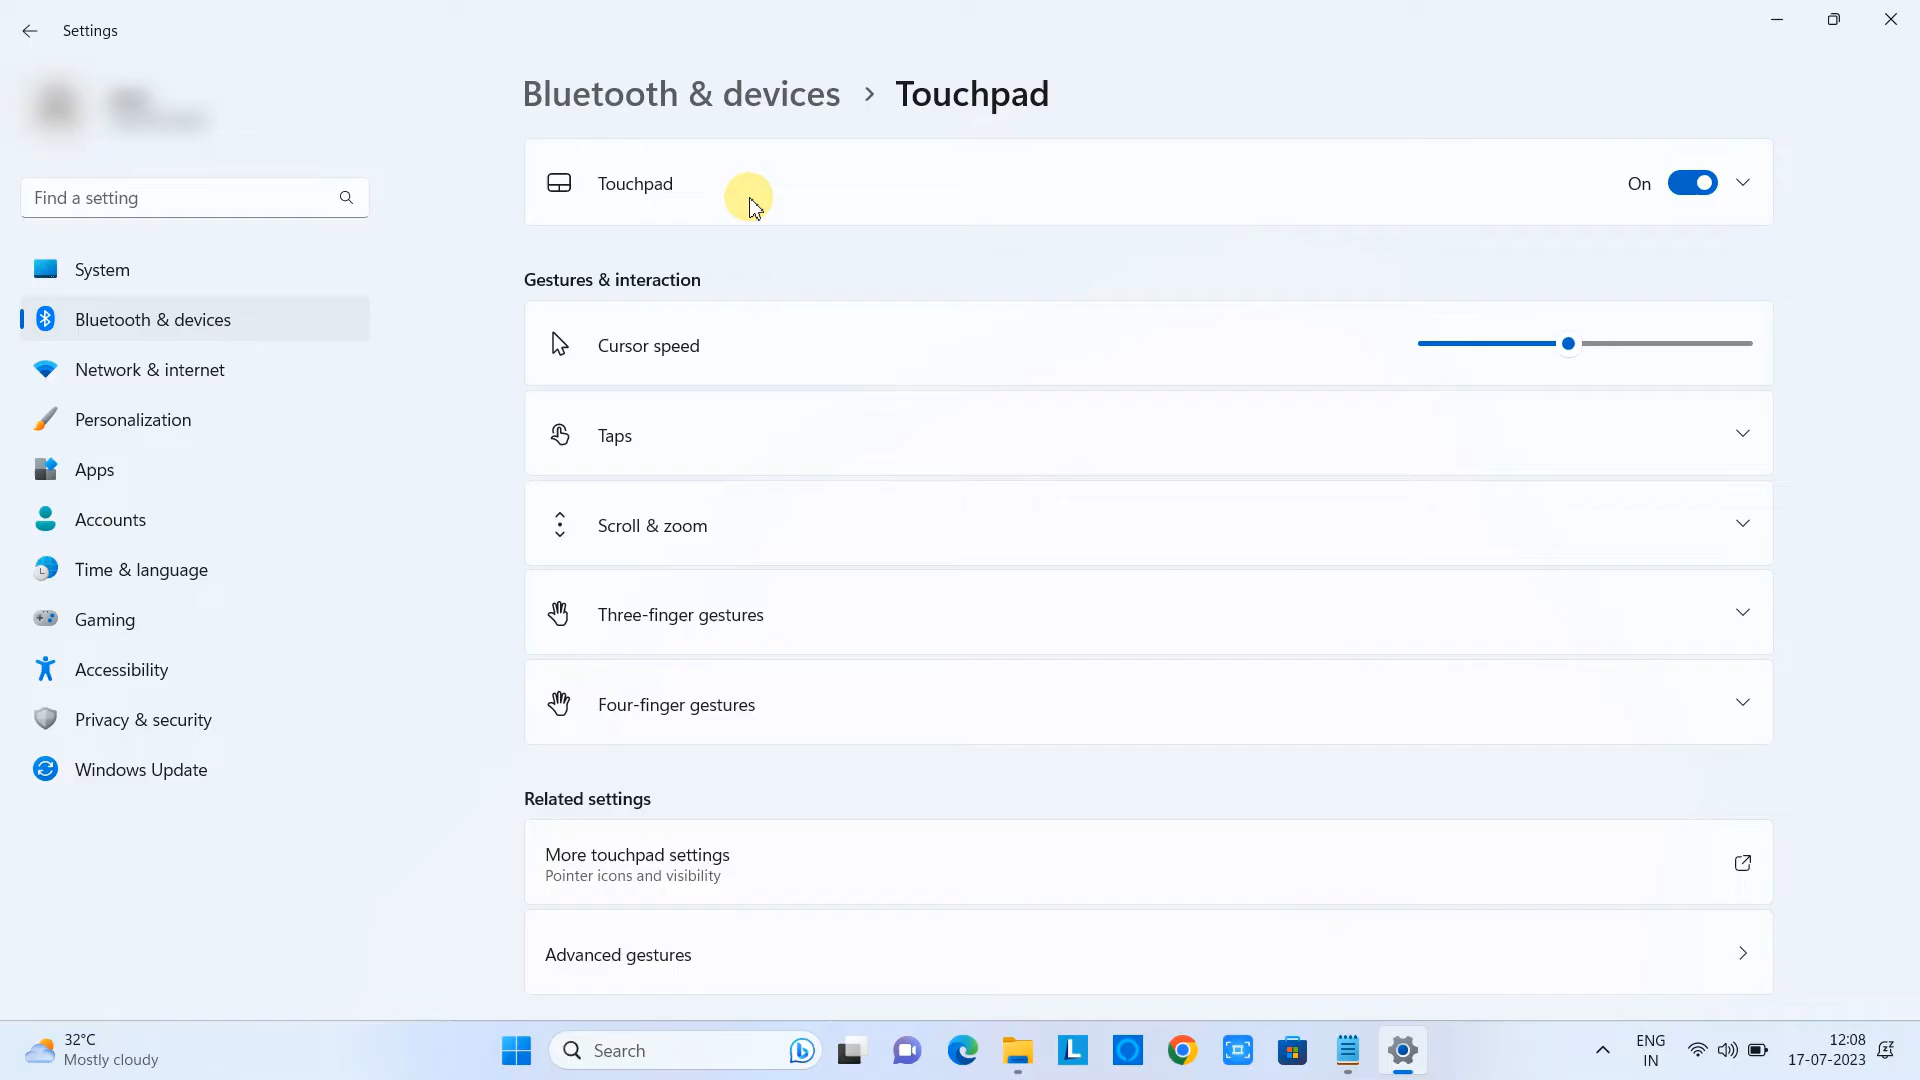 Settings
Bluetooth & devices > Touchpad
Find a setting
System
Bluetooth & devices
Network & internet
Personalization
Apps
Accounts
Time & language
Gaming
Accessibility
Privacy & security
Windows Update
Touchpad
On
Gestures & interaction
Cursor speed
Taps
Scroll & zoom
Three-finger gestures
Four-finger gestures
Related settings
More touchpad settings
Pointer icons and visibility
Advanced gestures
32°C
Mostly cloudy
Search
L
ENG
IN
12:08
17-07-2023